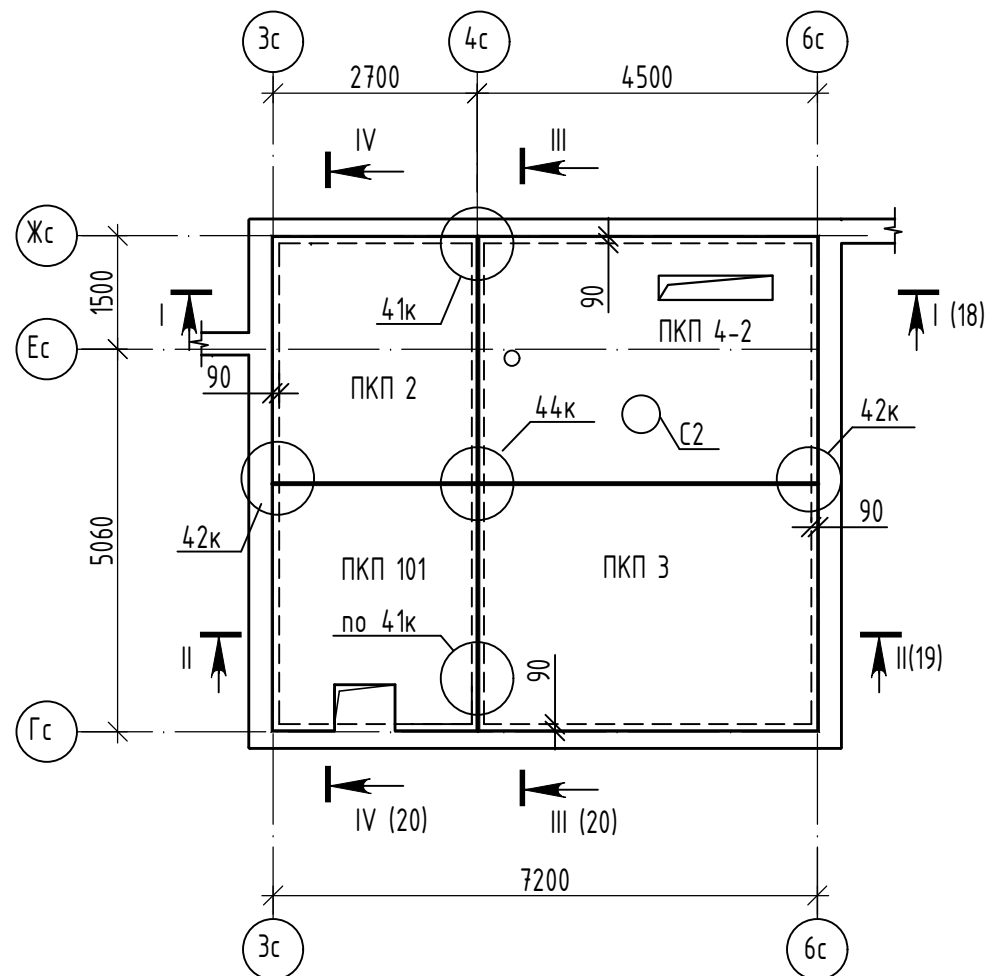 3с
4с
6с
2700
4500
IV
III
Жс
1500
41к
90
I
I (18)
ПКП 4-2
Ес
90
ПКП 2
44к
С2
42к
42к
90
5060
ПКП 101
ПКП 3
по 41к
II
90
II(19)
Гс
IV (20)
III (20)
7200
3с
6с